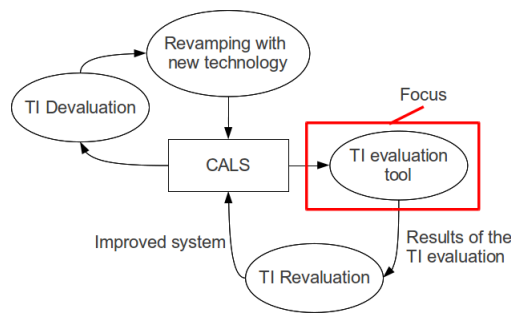 Revamping with
new technology
Focus
TI Devaluation
CALS
TI evaluation
tool
Improved system
Results of the
TI evaluation
TI Revaluation